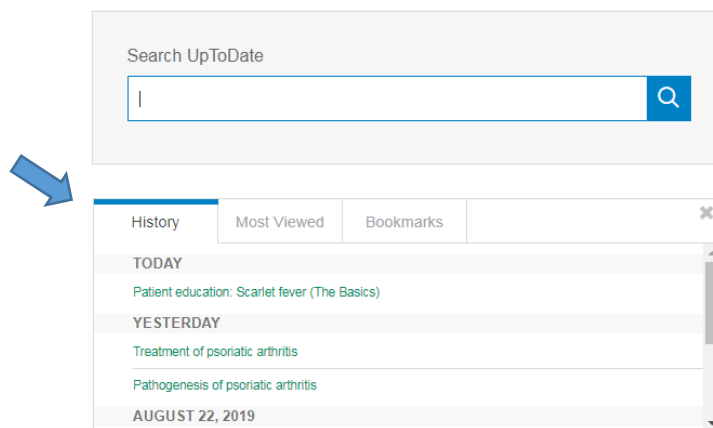 Search UpToDate
History Most Viewed Bookmarks
TODAY
Patient education: Scarlet fever (The Basics)
YESTERDAY
Treatment of psoriatic arthritis
Pathogenesis of psoriatic arthritis
AUGUST 22, 2019